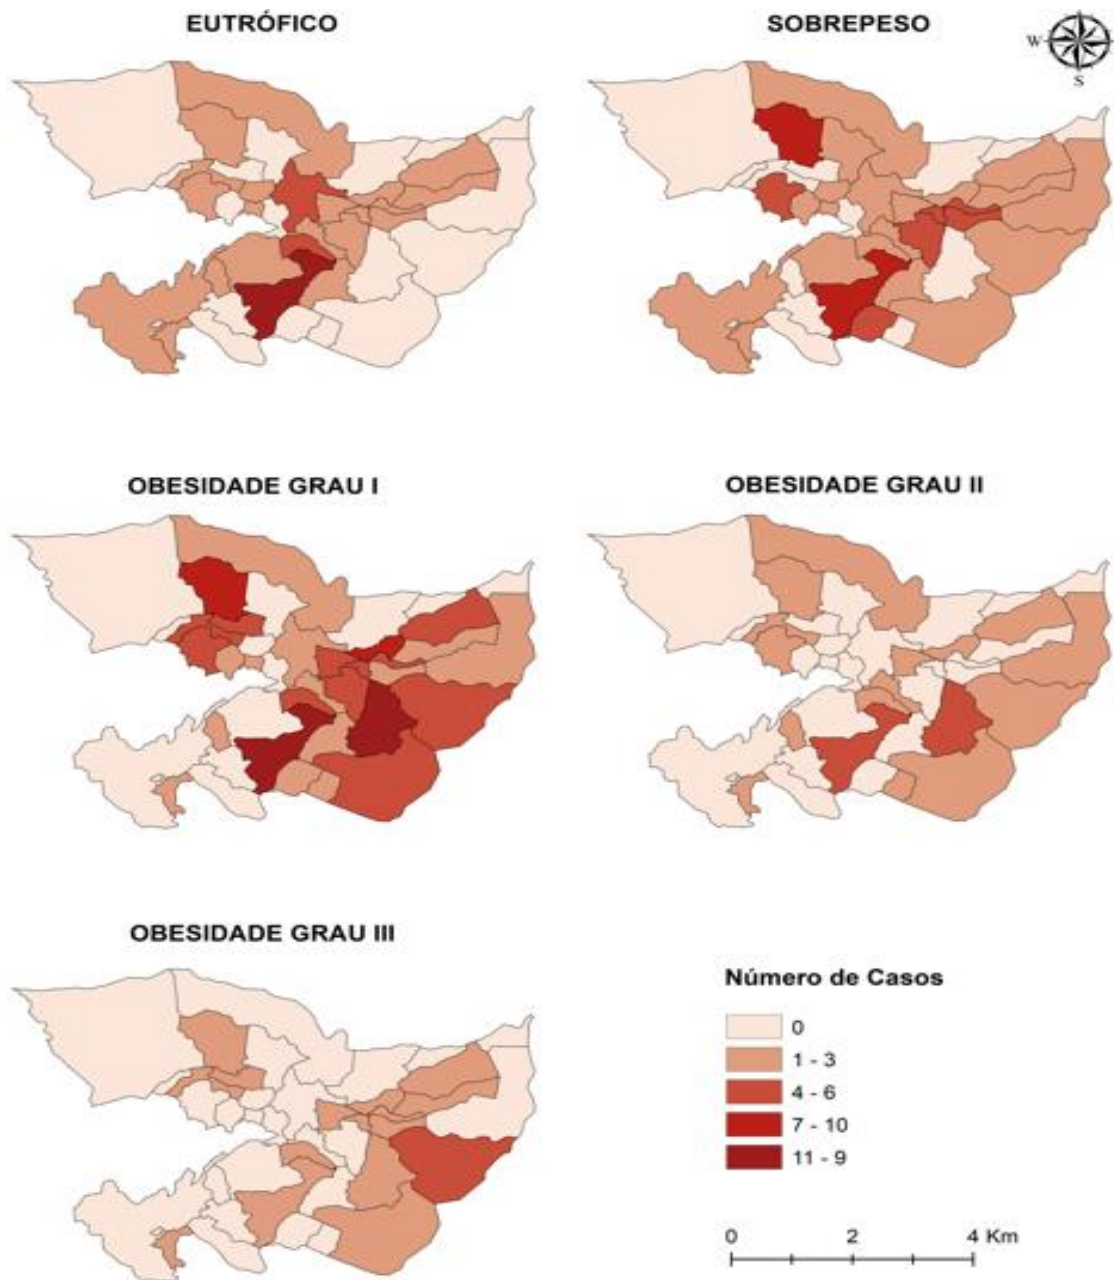 EUTRÓFICO
SOBREPESO
W
S
OBESIDADE GRAU I
OBESIDADE GRAU II
OBESIDADE GRAU III
Número de Casos
0
1 - 3
4 - 6
7 - 10
11 - 9
0 2 4 Km